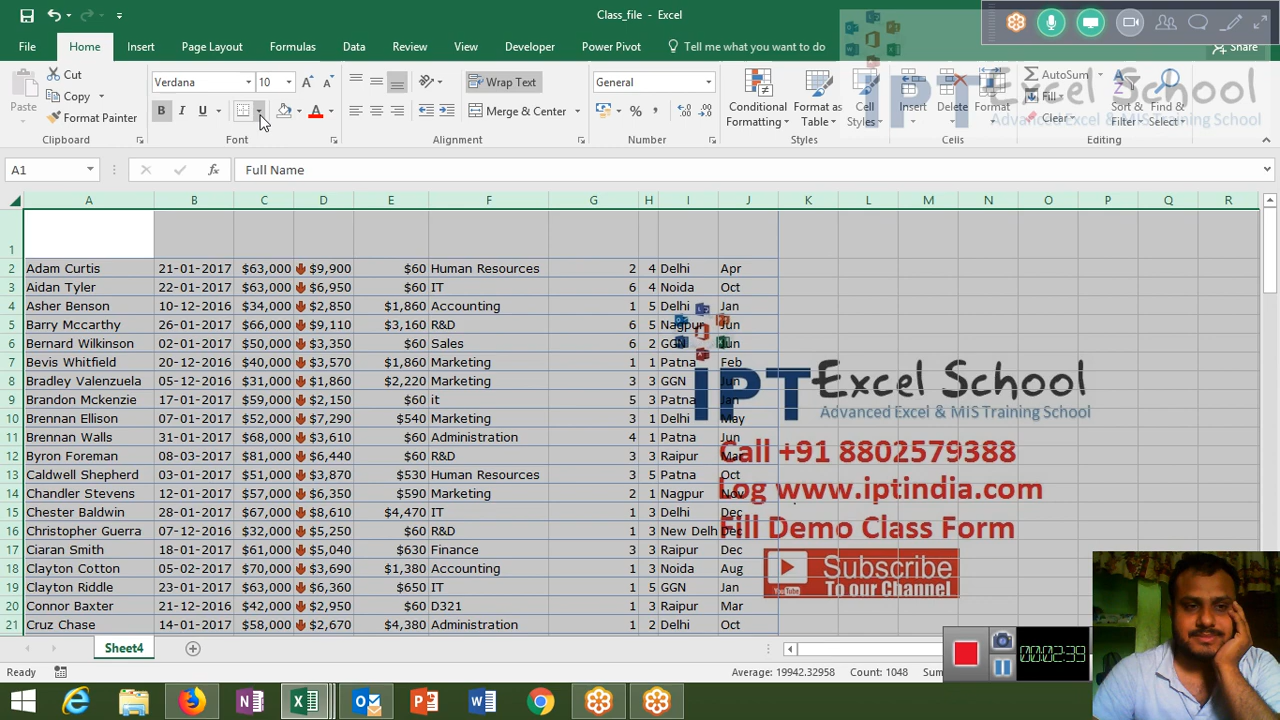 Class_file - Excel
File Home Insert Page Layout Formulas Data Review View Developer Power Pivot Tell me what you want to do Share
Paste
Cut
Copy
Format Painter
Clipboard
Verdana 10
B I U
Font
Wrap Text
Merge & Center
Alignment
General
Number
Conditional Formatting
Format as Table
Cell Styles
Styles
Insert Delete Format
Cells
AutoSum
Fill
Clear
Sort & Filter
Find & Select
Editing
IPT Excel School
Advanced Excel & MIS Training School
A1 fx Full Name
A B C D E F G H I J K L M N O P Q R
1
2 Adam Curtis 21-01-2017 $63,000 $9,900 $60 Human Resources 2 4 Delhi Apr
3 Aidan Tyler 22-01-2017 $63,000 $6,950 $60 IT 6 4 Noida Oct
4 Asher Benson 10-12-2016 $34,000 $2,850 $1,860 Accounting 1 5 Delhi Jan
5 Barry Mccarthy 26-01-2017 $66,000 $9,110 $3,160 R&D 6 5 Nagpur Jun
6 Bernard Wilkinson 02-01-2017 $50,000 $3,350 $60 Sales 6 2 GGN Jun
7 Bevis Whitfield 20-12-2016 $40,000 $3,570 $1,860 Marketing 1 1 Patna Feb
8 Bradley Valenzuela 05-12-2016 $31,000 $1,860 $2,220 Marketing 3 3 GGN Jun
9 Brandon Mckenzie 17-01-2017 $59,000 $2,150 $60 it 5 3 Patna Jan
10 Brennan Ellison 07-01-2017 $52,000 $7,290 $540 Marketing 3 1 Delhi May
11 Brennan Walls 31-01-2017 $68,000 $3,610 $60 Administration 4 1 Patna Jun
12 Byron Foreman 08-03-2017 $81,000 $6,440 $60 R&D 1 3 Raipur Mar
13 Caldwell Shepherd 03-01-2017 $51,000 $3,870 $530 Human Resources 3 5 Patna Oct
14 Chandler Stevens 12-01-2017 $57,000 $6,350 $590 Marketing 2 1 Nagpur Nov
15 Chester Baldwin 28-01-2017 $67,000 $8,610 $4,470 IT 1 3 Delhi Dec
16 Christopher Guerra 07-12-2016 $32,000 $5,250 $60 R&D 1 3 New Delh Dec
17 Ciaran Smith 18-01-2017 $61,000 $5,040 $630 Finance 3 3 Raipur Dec
18 Clayton Cotton 05-02-2017 $70,000 $3,690 $1,380 Accounting 1 3 Noida Aug
19 Clayton Riddle 23-01-2017 $63,000 $6,360 $650 IT 1 5 GGN Jan
20 Connor Baxter 21-12-2016 $42,000 $2,950 $60 D321 1 3 Raipur Mar
21 Cruz Chase 14-01-2017 $58,000 $2,670 $4,380 Administration 1 2 Delhi Oct
IPT Excel School
Advanced Excel & MIS Training School
Call +91 8802579388
Log www.iptindia.com
Fill Demo Class Form
Subscribe
YouTube To our Channel
Sheet4
Ready Average: 19942.32958 Count: 1048 Sum
00:02:39